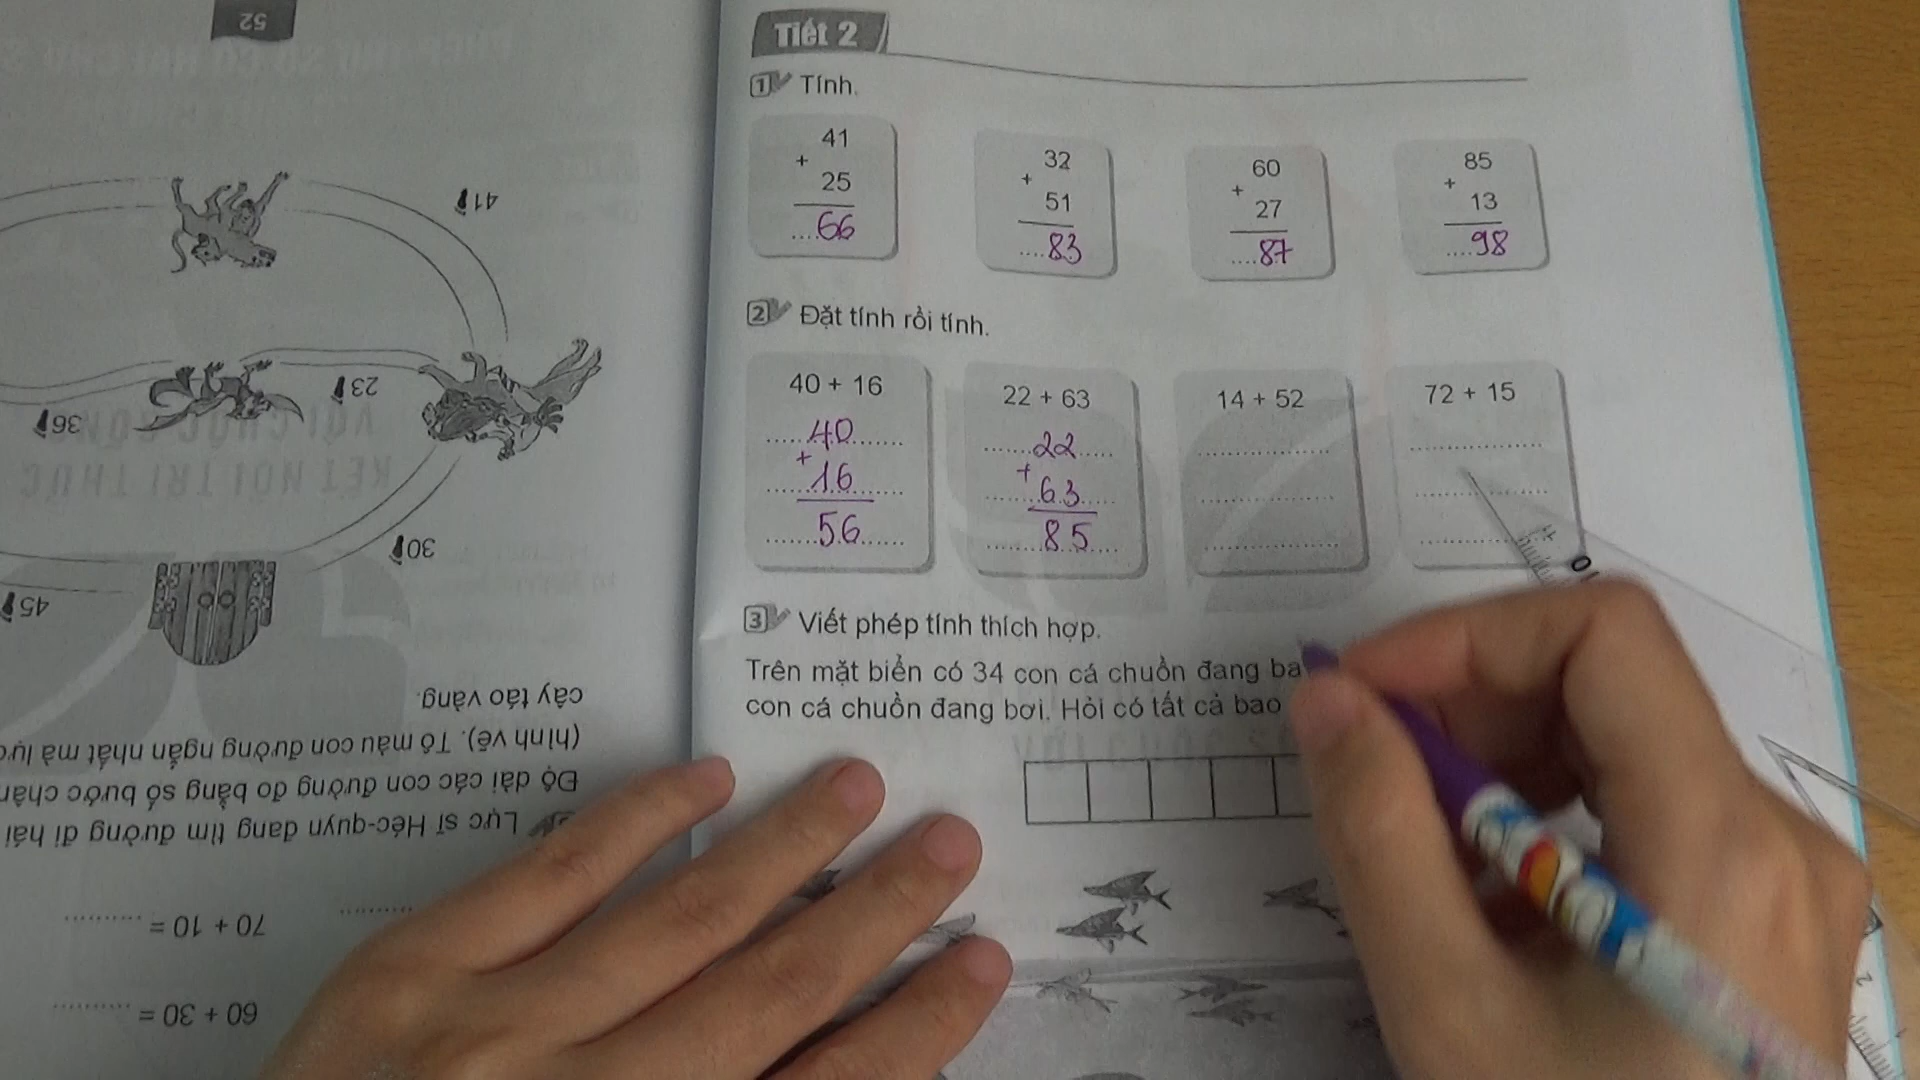 Tiết 2
1 Tính.
41
+
25
....66
32
+
51
....83
60
+
27
....87
85
+
13
....98
2 Đặt tính rồi tính.
40 + 16
40
+
16
56
22 + 63
22
+
63
85
14 + 52
72 + 15
3 Viết phép tính thích hợp.
Trên mặt biển có 34 con cá chuồn đang ba
con cá chuồn đang bơi. Hỏi có tất cả bao
60 + 30 = ..........
70 + 10 = ..........
Lực sĩ Héc-quyn đang tìm đường đi hái
Độ dài các con đường đo bằng số bước chân
(hình vẽ). Tô màu con đường ngắn nhất mà lực
cây táo vàng.
45
30
36
23
41
52
KẾT NỐI TRI THỨC